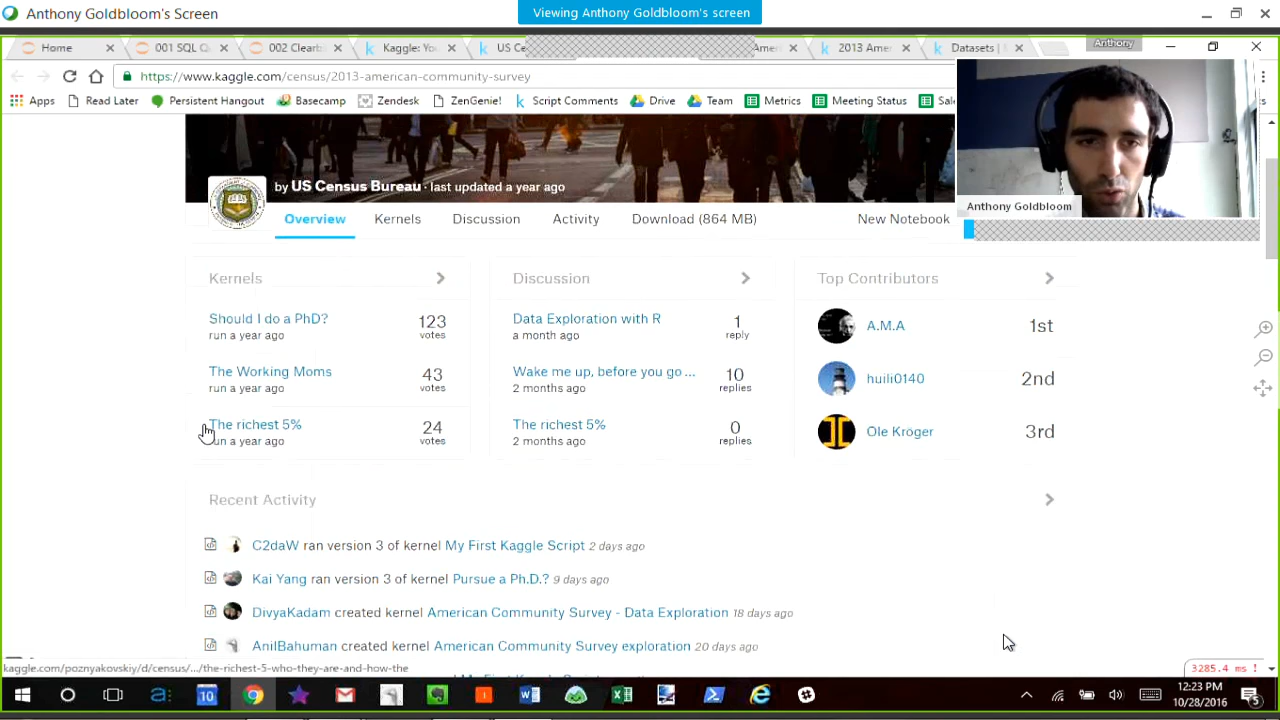 Anthony Goldbloom's Screen
Viewing Anthony Goldbloom's screen
Home 001 SQL 002 Clearb Kaggle: Yo US Ce Amer 2013 Ame Datasets |
Anthony
https://www.kaggle.com/census/2013-american-community-survey
Apps Read Later Persistent Hangout Basecamp Zendesk ZenGenie! Script Comments Drive Team Metrics Meeting Status Sal
by US Census Bureau · last updated a year ago
Anthony Goldbloom
Overview Kernels Discussion Activity Download (864 MB) New Notebook
Kernels Discussion Top Contributors
Should I do a PhD? 123 Data Exploration with R 1 A.M.A 1st
run a year ago votes a month ago reply
The Working Moms 43 Wake me up, before you go ... 10 huili0140 2nd
run a year ago votes 2 months ago replies
The richest 5% 24 The richest 5% 0 Ole Kröger 3rd
un a year ago votes 2 months ago replies
Recent Activity
C2daW ran version 3 of kernel My First Kaggle Script 2 days ago
Kai Yang ran version 3 of kernel Pursue a Ph.D.? 9 days ago
DivyaKadam created kernel American Community Survey - Data Exploration 18 days ago
AnilBahuman created kernel American Community Survey exploration 20 days ago
kaggle.com/poznyakovskiy/d/census/.../the-richest-5-who-they-are-and-how-the
3285.4 ms !
12:23 PM
10/28/2016
10
5